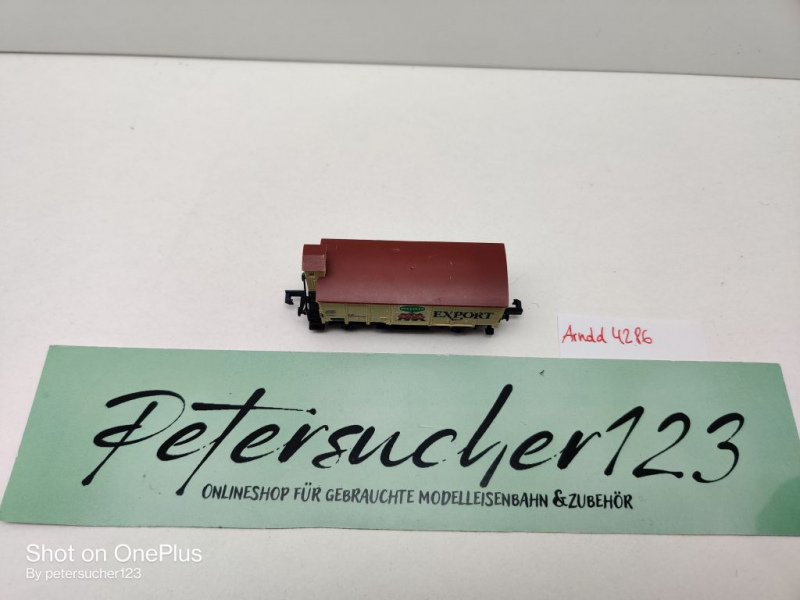 EXPORT
Arndd 4286
Petersucher123
ONLINESHOP FÜR GEBRAUCHTE MODELLEISENBAHN & ZUBEHÖR
Shot on OnePlus
By petersucher123